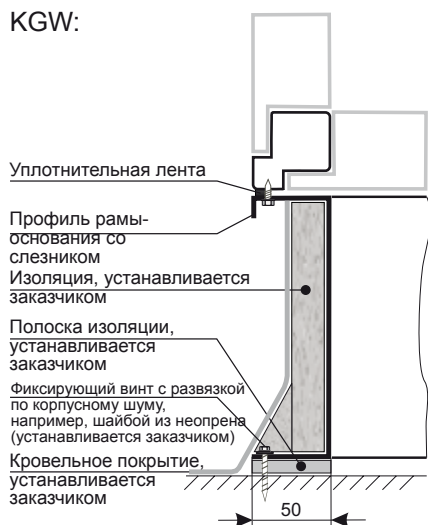 KGW:
Уплотнительная лента
Профиль рамы-
основания со
слезником
Изоляция, устанавливается
заказчиком
Полоска изоляции,
устанавливается
заказчиком
Фиксирующий винт с развязкой
по корпусному шуму,
например, шайбой из неопрена
(устанавливается заказчиком)
Кровельное покрытие,
устанавливается
заказчиком
50